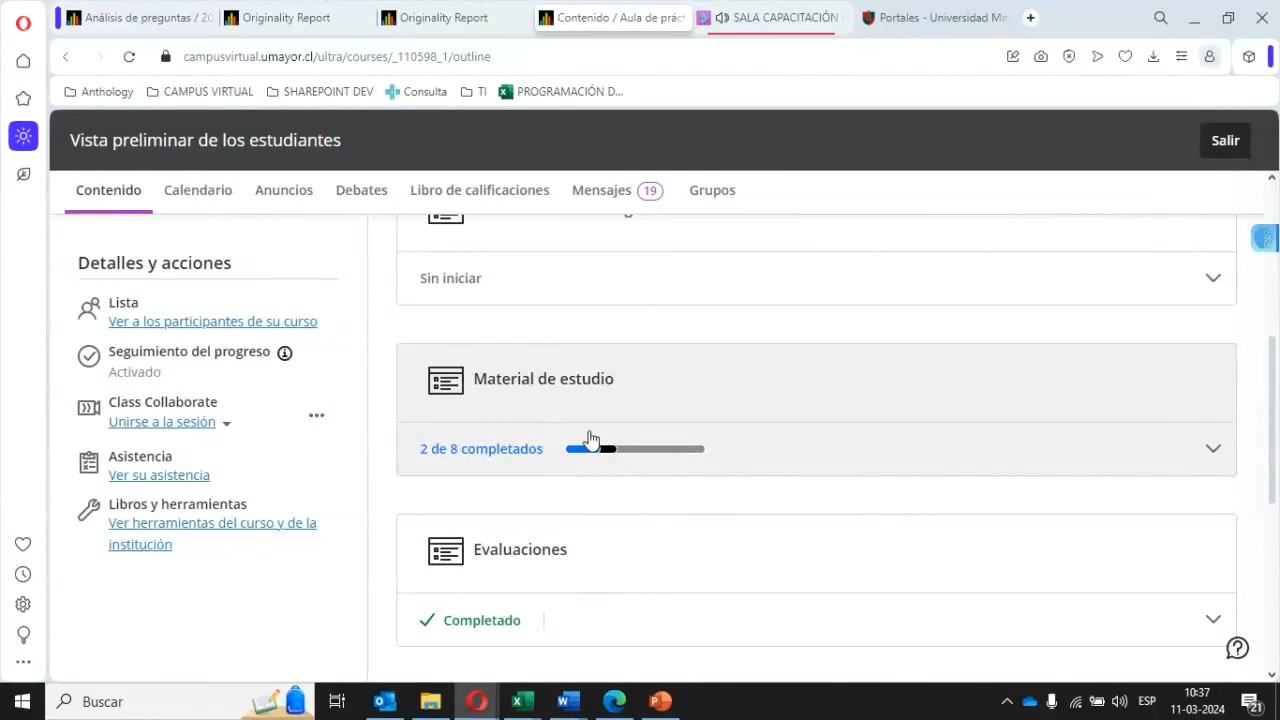 Análisis de preguntas / 20
Originality Report
Originality Report
Contenido / Aula de prác
SALA CAPACITACIÓN
Portales - Universidad Ma
campusvirtual.umayor.cl/ultra/courses/_110598_1/outline
Anthology
CAMPUS VIRTUAL
SHAREPOINT DEV
Consulta
TI
PROGRAMACIÓN D...
Vista preliminar de los estudiantes
Salir
Contenido
Calendario
Anuncios
Debates
Libro de calificaciones
Mensajes 19
Grupos
Detalles y acciones
Lista
Ver a los participantes de su curso
Seguimiento del progreso
Activado
Class Collaborate
Unirse a la sesión
Asistencia
Ver su asistencia
Libros y herramientas
Ver herramientas del curso y de la
institución
Sin iniciar
Material de estudio
2 de 8 completados
Evaluaciones
Completado
Buscar
ESP
10:37
11-03-2024
21